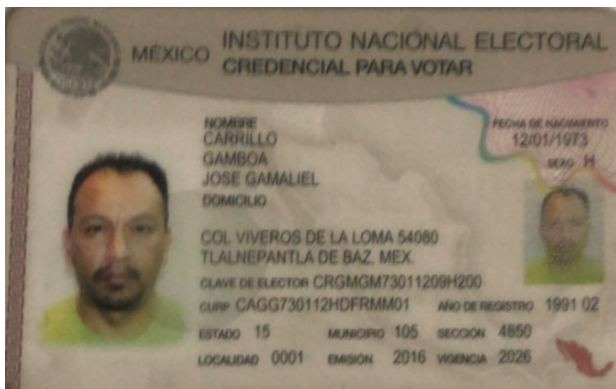 MÉXICO INSTITUTO NACIONAL ELECTORAL
CREDENCIAL PARA VOTAR
NOMBRE
CARRILLO
GAMBOA
JOSE GAMALIEL
FECHA DE NACIMIENTO
12/01/1973
SEXO H
DOMICILIO
COL VIVEROS DE LA LOMA 54080
TLALNEPANTLA DE BAZ, MEX.
CLAVE DE ELECTOR CRGMGM73011209H200
CURP CAGG730112HDFRMM01 AÑO DE REGISTRO 1991 02
ESTADO 15 MUNICIPIO 105 SECCIÓN 4850
LOCALIDAD 0001 EMISIÓN 2016 VIGENCIA 2026